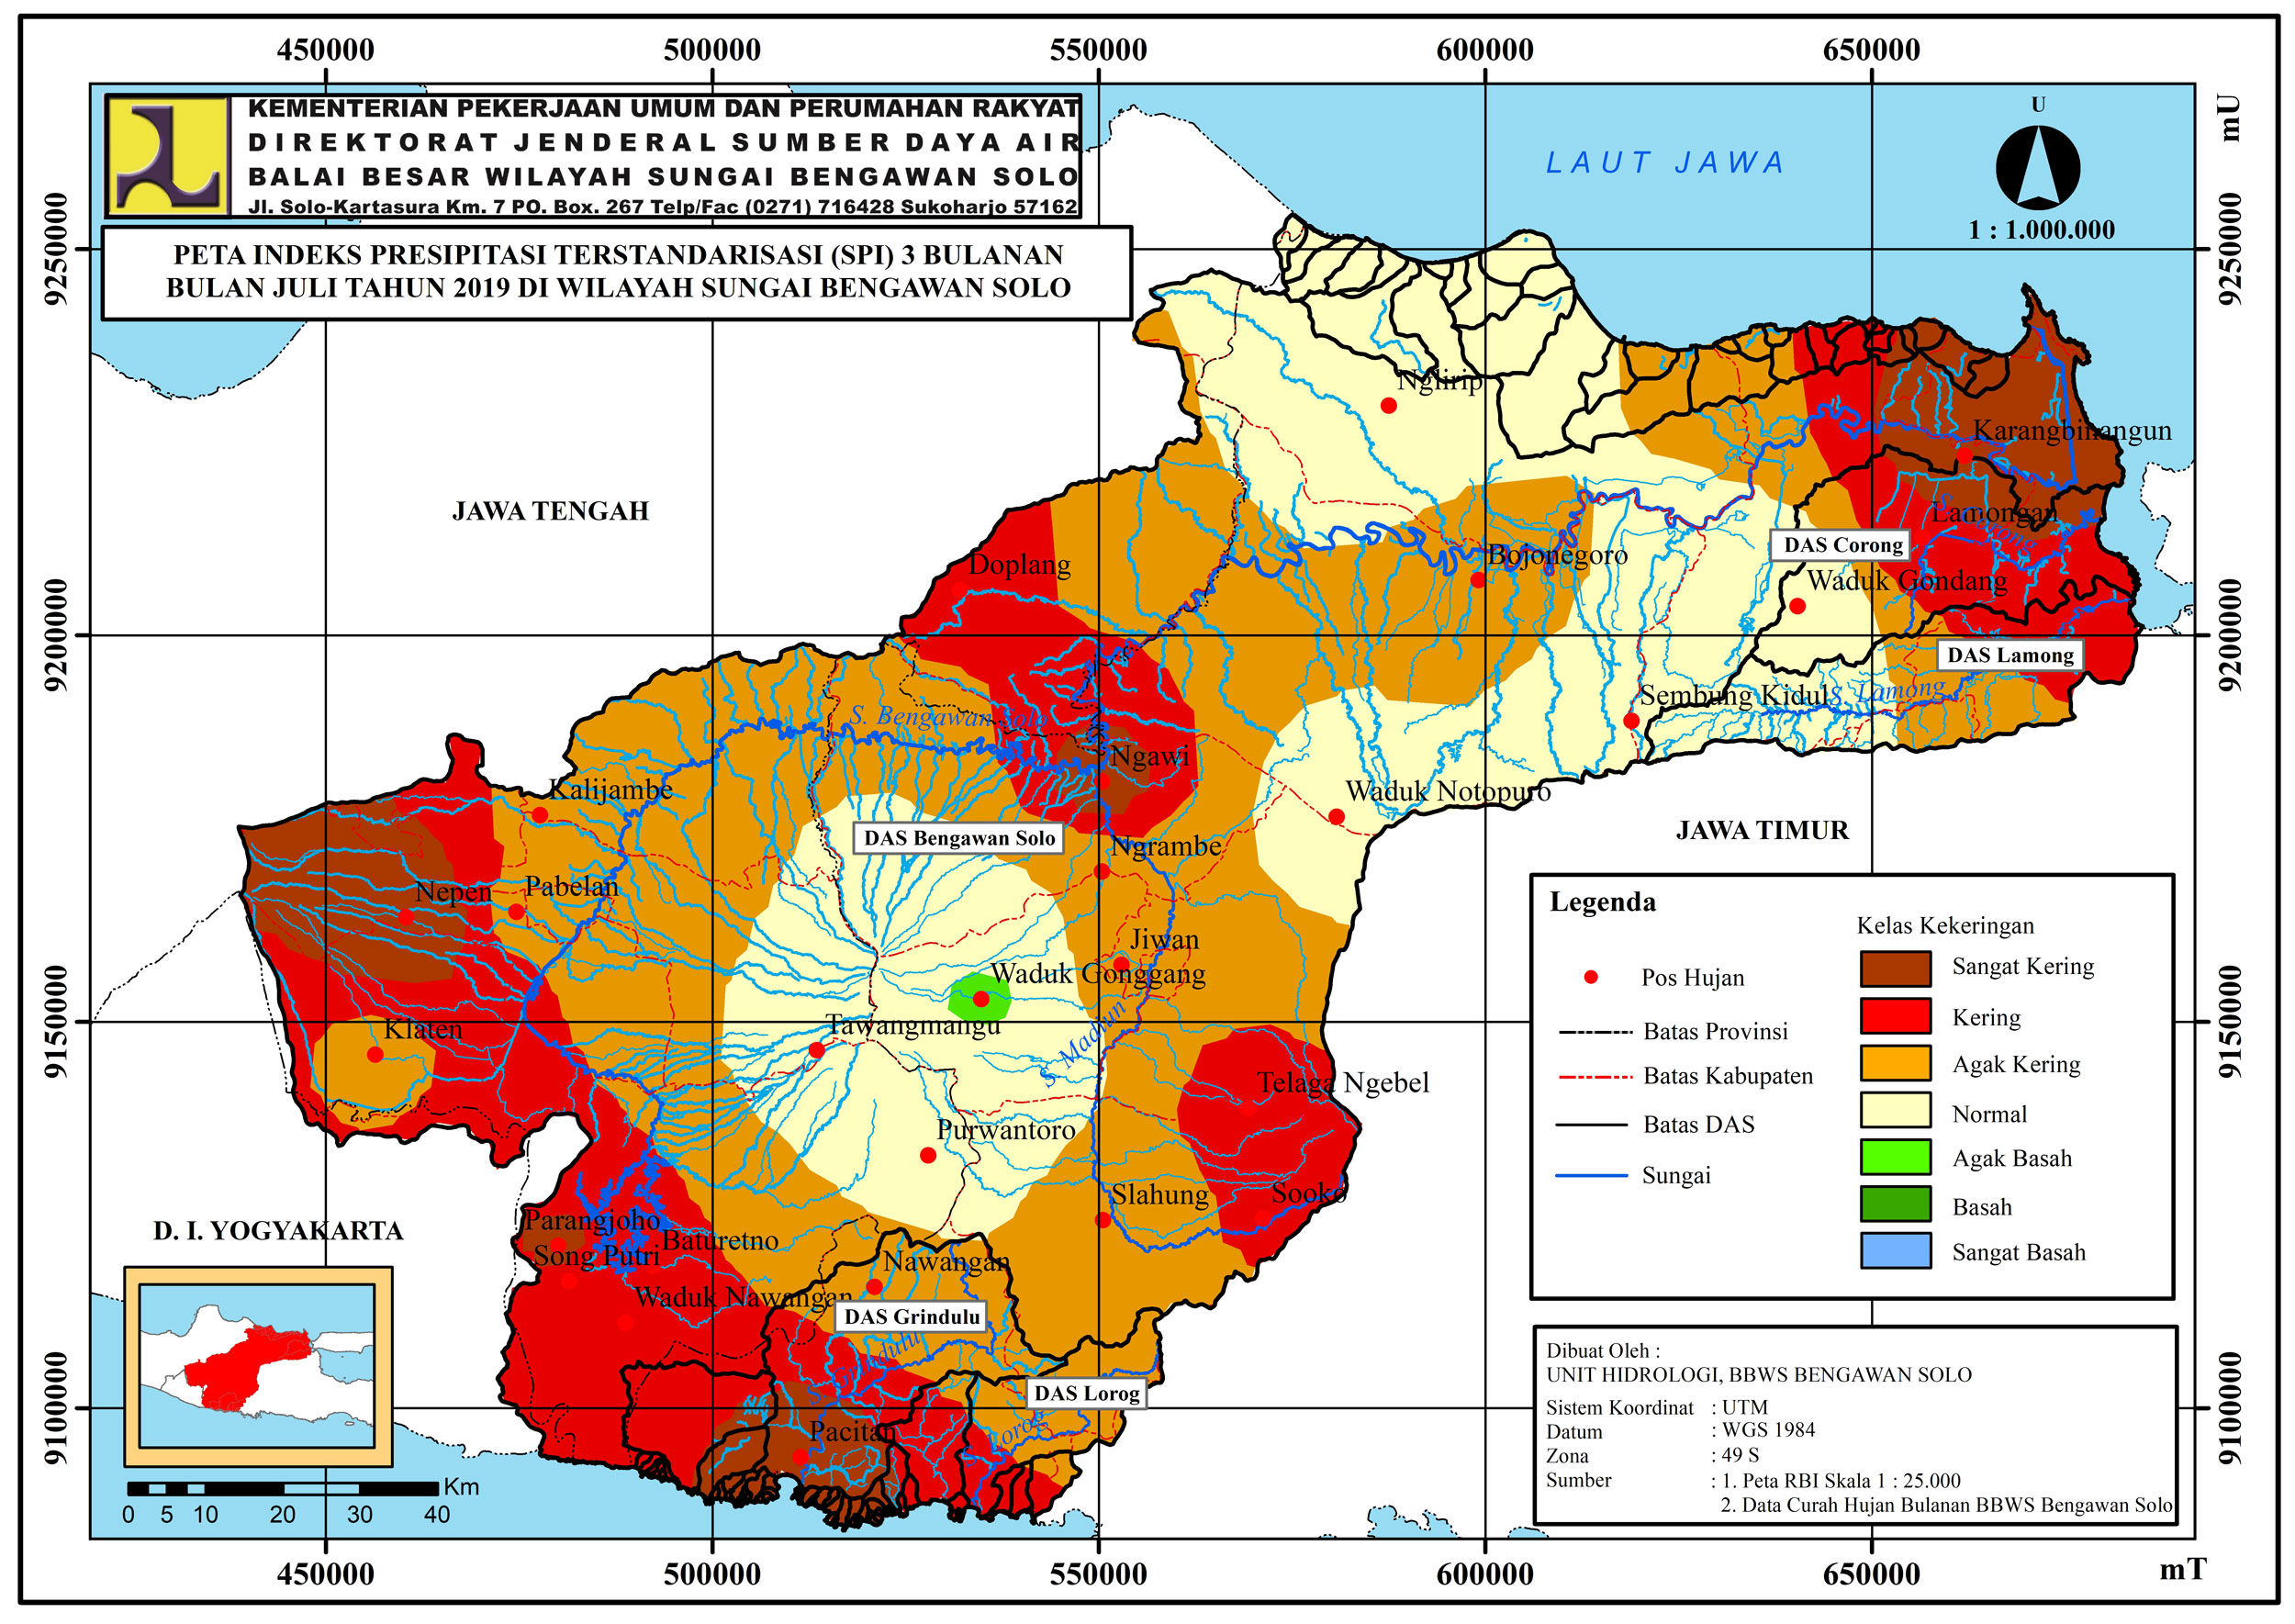 450000 500000 550000 600000 650000
KEMENTERIAN PEKERJAAN UMUM DAN PERUMAHAN RAKYAT
DIREKTORAT JENDERAL SUMBER DAYA AIR
BALAI BESAR WILAYAH SUNGAI BENGAWAN SOLO
Jl. Solo-Kartasura Km. 7 PO. Box. 267 Telp/Fac (0271) 716428 Sukoharjo 57162
PETA INDEKS PRESIPITASI TERSTANDARISASI (SPI) 3 BULANAN
BULAN JULI TAHUN 2019 DI WILAYAH SUNGAI BENGAWAN SOLO
LAUT JAWA
U
1 : 1.000.000
mU
9250000
9250000
Nglirip
Karangbinangun
JAWA TENGAH
Lamongan
S. Corong
DAS Corong
Bojonegoro
Doplang
Waduk Gondang
9200000
9200000
DAS Lamong
S. Lamong
Sembung Kidul
S. Bengawan Solo
Ngawi
Kalijambe
Waduk Notopuro
JAWA TIMUR
DAS Bengawan Solo
Ngrambe
Nepen
Pabelan
Jiwan
Waduk Gonggang
9150000
9150000
Klaten
Tawangmangu
S. Madiun
Telaga Ngebel
Purwantoro
Slahung
Sooko
D. I. YOGYAKARTA
Parangjoho
Song Putri
Baturetno
Nawangan
Waduk Nawangan
DAS Grindulu
S. Grindulu
DAS Lorog
S. Lorog
Pacitan
9100000
9100000
Legenda
Pos Hujan
Batas Provinsi
Batas Kabupaten
Batas DAS
Sungai
Kelas Kekeringan
Sangat Kering
Kering
Agak Kering
Normal
Agak Basah
Basah
Sangat Basah
Dibuat Oleh :
UNIT HIDROLOGI, BBWS BENGAWAN SOLO
Sistem Koordinat : UTM
Datum : WGS 1984
Zona : 49 S
Sumber : 1. Peta RBI Skala 1 : 25.000
2. Data Curah Hujan Bulanan BBWS Bengawan Solo
Km
0 5 10 20 30 40
450000 500000 550000 600000 650000 mT